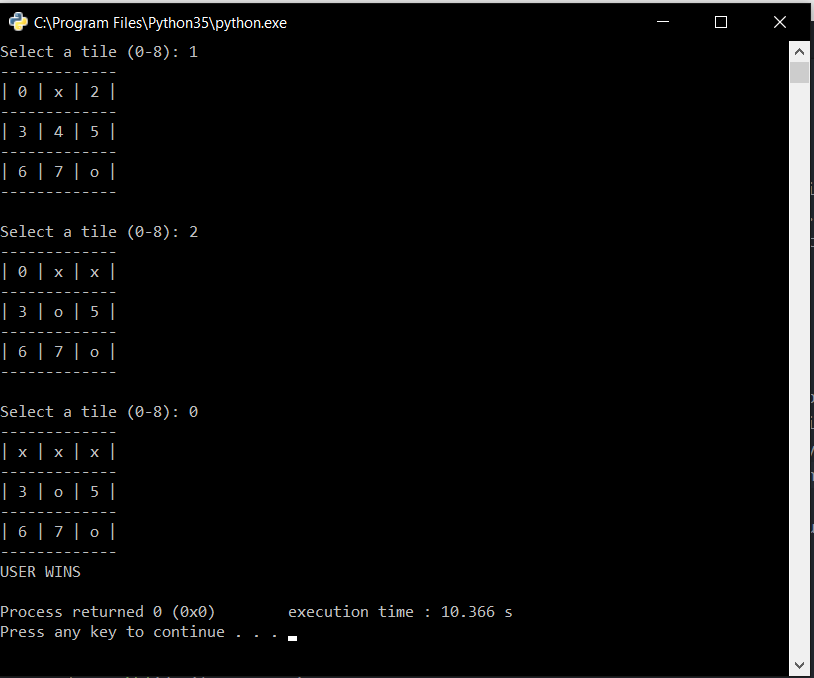 C:\Program Files\Python35\python.exe
Select a tile (0-8): 1
-------------
| 0 | x | 2 |
-------------
| 3 | 4 | 5 |
-------------
| 6 | 7 | o |
-------------
Select a tile (0-8): 2
-------------
| 0 | x | x |
-------------
| 3 | o | 5 |
-------------
| 6 | 7 | o |
-------------
Select a tile (0-8): 0
-------------
| x | x | x |
-------------
| 3 | o | 5 |
-------------
| 6 | 7 | o |
-------------
USER WINS
Process returned 0 (0x0)        execution time : 10.366 s
Press any key to continue . . .